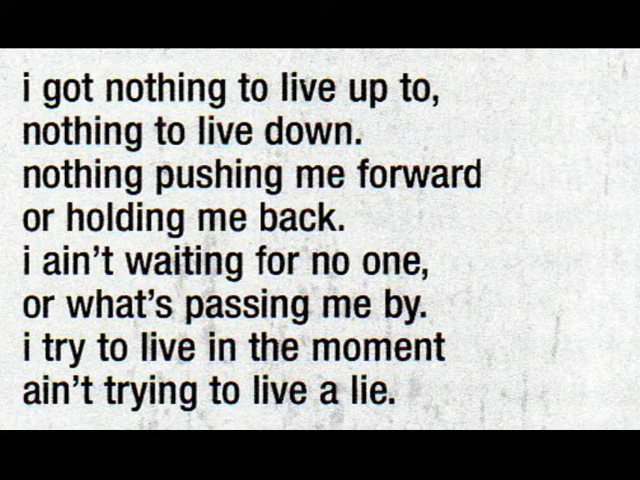 i got nothing to live up to,
nothing to live down.
nothing pushing me forward
or holding me back.
i ain't waiting for no one,
or what's passing me by.
i try to live in the moment
ain't trying to live a lie.